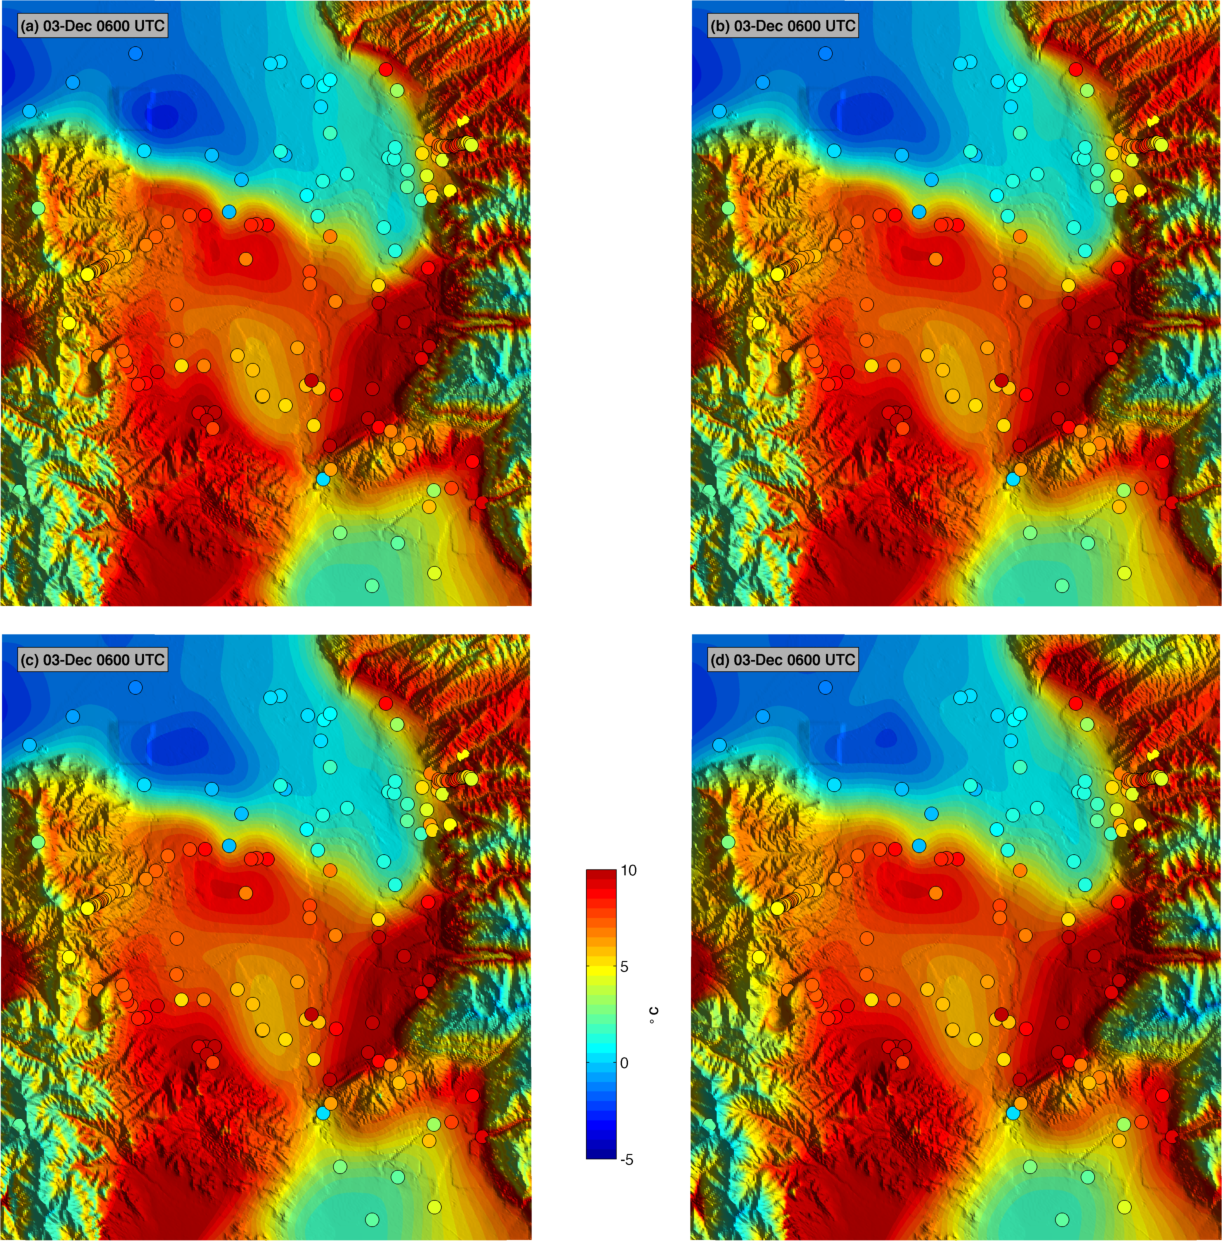 (a) 03-Dec 0600 UTC
(b) 03-Dec 0600 UTC
(c) 03-Dec 0600 UTC
(d) 03-Dec 0600 UTC
10
5
0
-5
° C